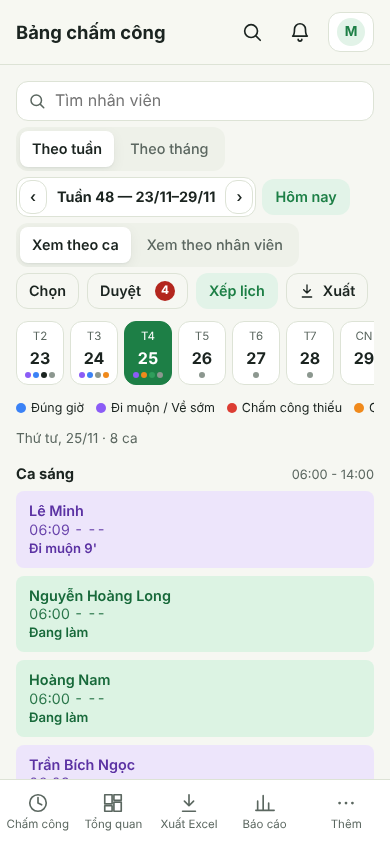 Bảng chấm công
M
Tìm nhân viên
Theo tuần Theo tháng
‹ Tuần 48 — 23/11–29/11 › Hôm nay
Xem theo ca Xem theo nhân viên
Chọn Duyệt 4 Xếp lịch Xuất
T2 T3 T4 T5 T6 T7 CN
23 24 25 26 27 28 29
Đúng giờ Đi muộn / Về sớm Chấm công thiếu
Thứ tư, 25/11 · 8 ca
Ca sáng 06:00 - 14:00
Lê Minh
06:09 - --
Đi muộn 9'
Nguyễn Hoàng Long
06:00 - --
Đang làm
Hoàng Nam
06:00 - --
Đang làm
Trần Bích Ngọc
Chấm công Tổng quan Xuất Excel Báo cáo Thêm